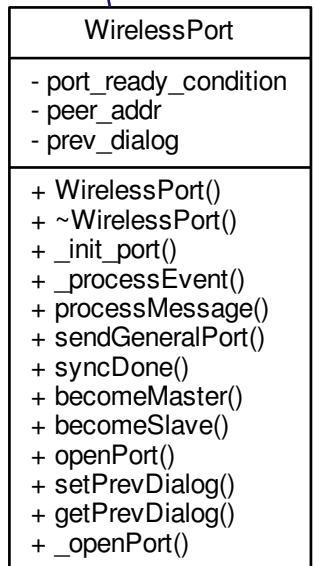 WirelessPort
- port_ready_condition
- peer_addr
- prev_dialog
+ WirelessPort()
+ ~WirelessPort()
+ _init_port()
+ _processEvent()
+ processMessage()
+ sendGeneralPort()
+ syncDone()
+ becomeMaster()
+ becomeSlave()
+ openPort()
+ setPrevDialog()
+ getPrevDialog()
+ _openPort()